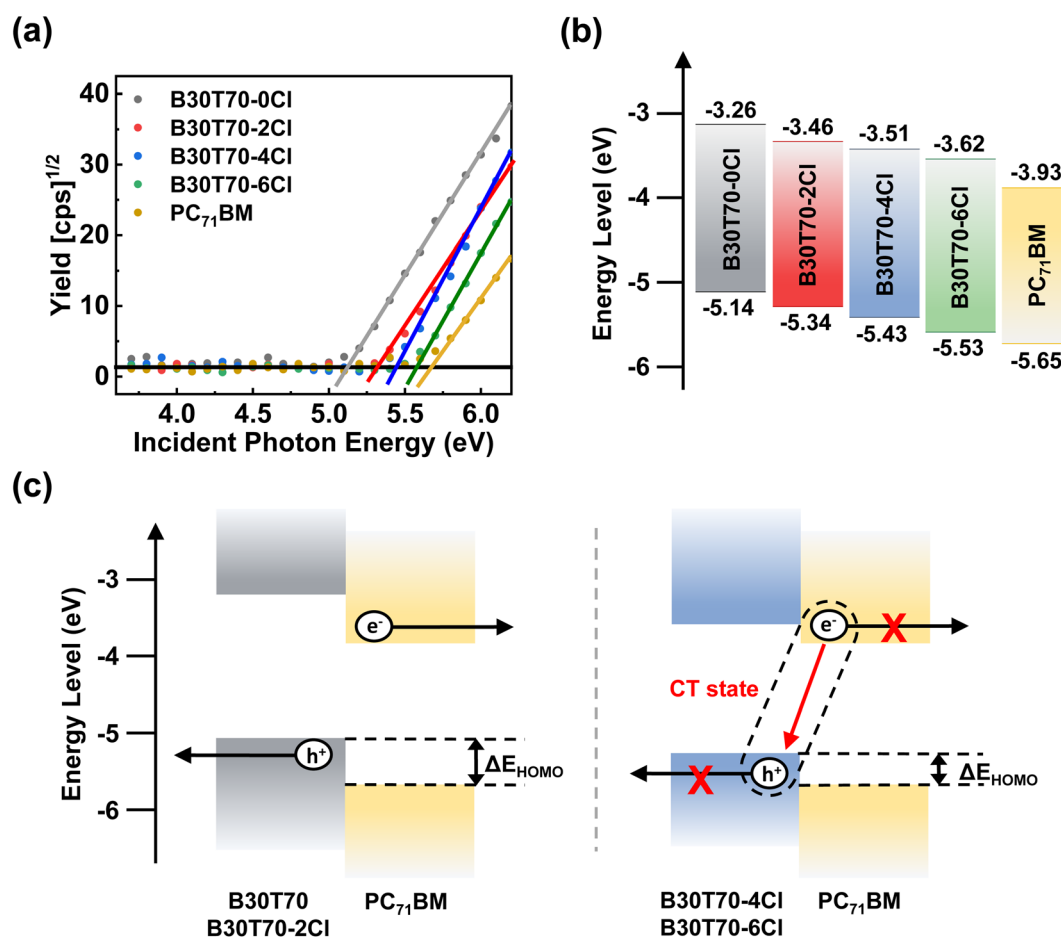 (a)
Yield [cps]1/2
40
30
20
10
0
B30T70-0Cl
B30T70-2Cl
B30T70-4Cl
B30T70-6Cl
PC71BM
4.0 4.5 5.0 5.5 6.0
Incident Photon Energy (eV)
(b)
Energy Level (eV)
-3
-4
-5
-6
-3.26
-3.46
-3.51
-3.62
-3.93
B30T70-0Cl
B30T70-2Cl
B30T70-4Cl
B30T70-6Cl
PC71BM
-5.14
-5.34
-5.43
-5.53
-5.65
(c)
Energy Level (eV)
-3
-4
-5
-6
e-
h+
ΔEHOMO
B30T70
B30T70-2Cl
PC71BM
e-
X
CT state
h+
X
ΔEHOMO
B30T70-4Cl
B30T70-6Cl
PC71BM